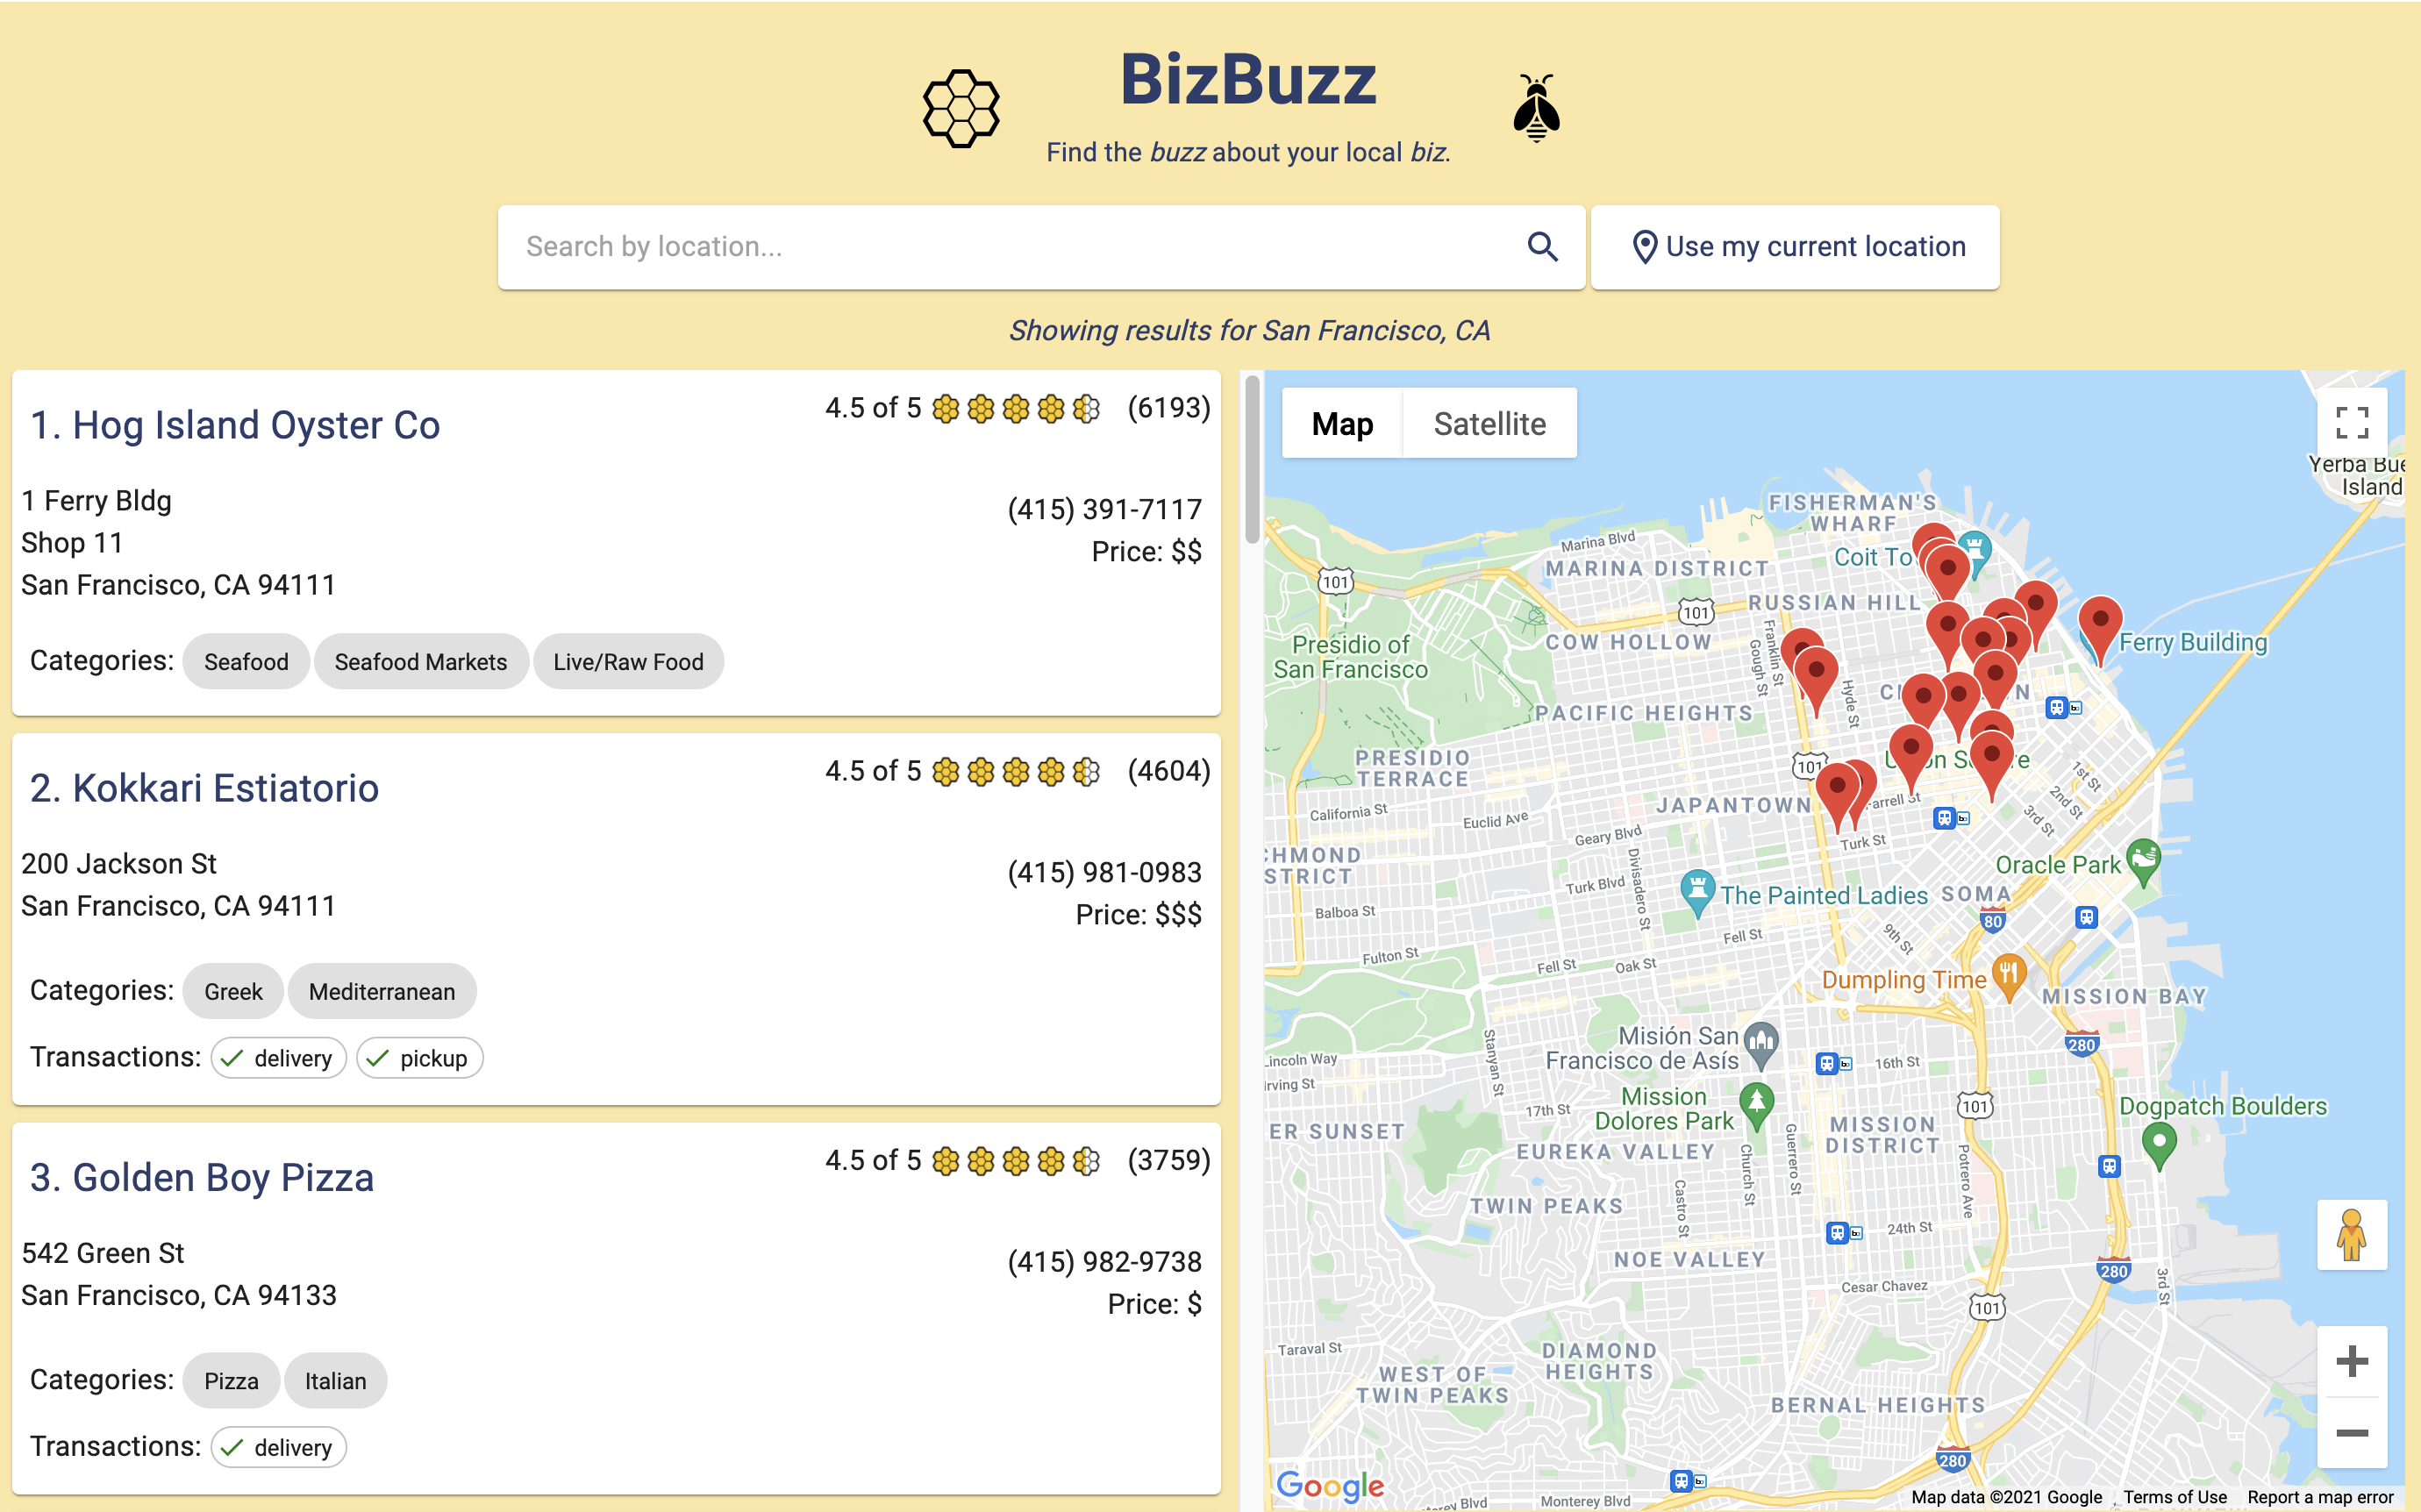 BizBuzz
Find the buzz about your local biz.
Search by location...
Use my current location
Showing results for San Francisco, CA
1. Hog Island Oyster Co
4.5 of 5 (6193)
1 Ferry Bldg
Shop 11
San Francisco, CA 94111
(415) 391-7117
Price: $$
Categories: Seafood Seafood Markets Live/Raw Food
2. Kokkari Estiatorio
4.5 of 5 (4604)
200 Jackson St
San Francisco, CA 94111
(415) 981-0983
Price: $$$
Categories: Greek Mediterranean
Transactions: delivery pickup
3. Golden Boy Pizza
4.5 of 5 (3759)
542 Green St
San Francisco, CA 94133
(415) 982-9738
Price: $
Categories: Pizza Italian
Transactions: delivery
Map Satellite
Yerba Bue
Island
FISHERMAN'S
WHARF
Marina Blvd
Coit To
101
MARINA DISTRICT
101
RUSSIAN HILL
COW HOLLOW
Presidio of
San Francisco
Franklin St
Gough St
Hyde St
Ferry Building
PACIFIC HEIGHTS
PRESIDIO
TERRACE
101
1st St
2nd St
3rd St
California St
Euclid Ave
JAPANTOWN
Geary Blvd
Turk St
HMOND
STRICT
Divisadero St
Turk Blvd
Oracle Park
The Painted Ladies
SOMA
Balboa St
80
Fell St
9th St
Fulton St
Fell St
Oak St
Dumpling Time
MISSION BAY
Misión San
Francisco de Asís
280
Lincoln Way
Irving St
Stanyan St
16th St
17th St
Mission
Dolores Park
101
Dogpatch Boulders
ER SUNSET
MISSION
DISTRICT
EUREKA VALLEY
Church St
Guerrero St
Potrero Ave
Castro St
TWIN PEAKS
24th St
NOE VALLEY
280
3rd St
Cesar Chavez
101
Taraval St
DIAMOND
HEIGHTS
WEST OF
TWIN PEAKS
BERNAL HEIGHTS
280
Google
Monterey Blvd
Map data ©2021 Google Terms of Use Report a map error